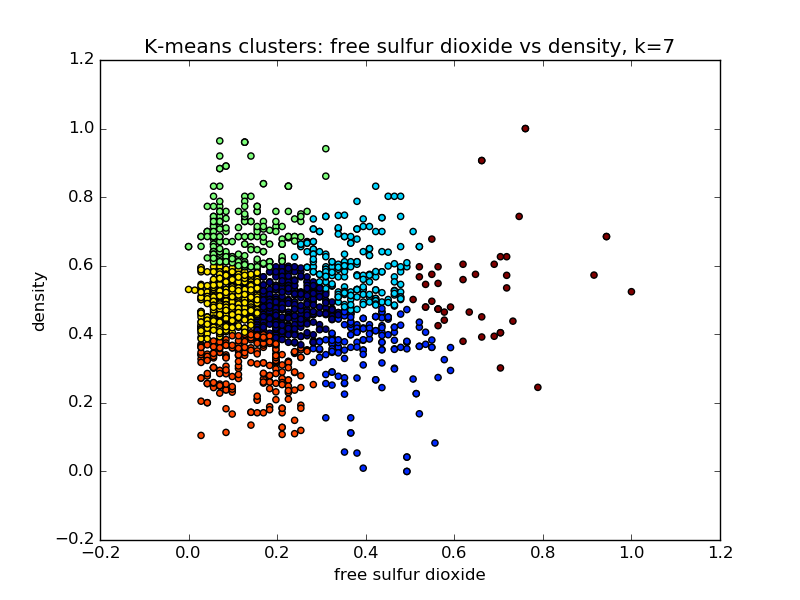 K-means clusters: free sulfur dioxide vs density, k=7
1.2
1.0
0.8
0.6
0.4
0.2
0.0
−0.2
density
−0.2 0.0 0.2 0.4 0.6 0.8 1.0 1.2
free sulfur dioxide